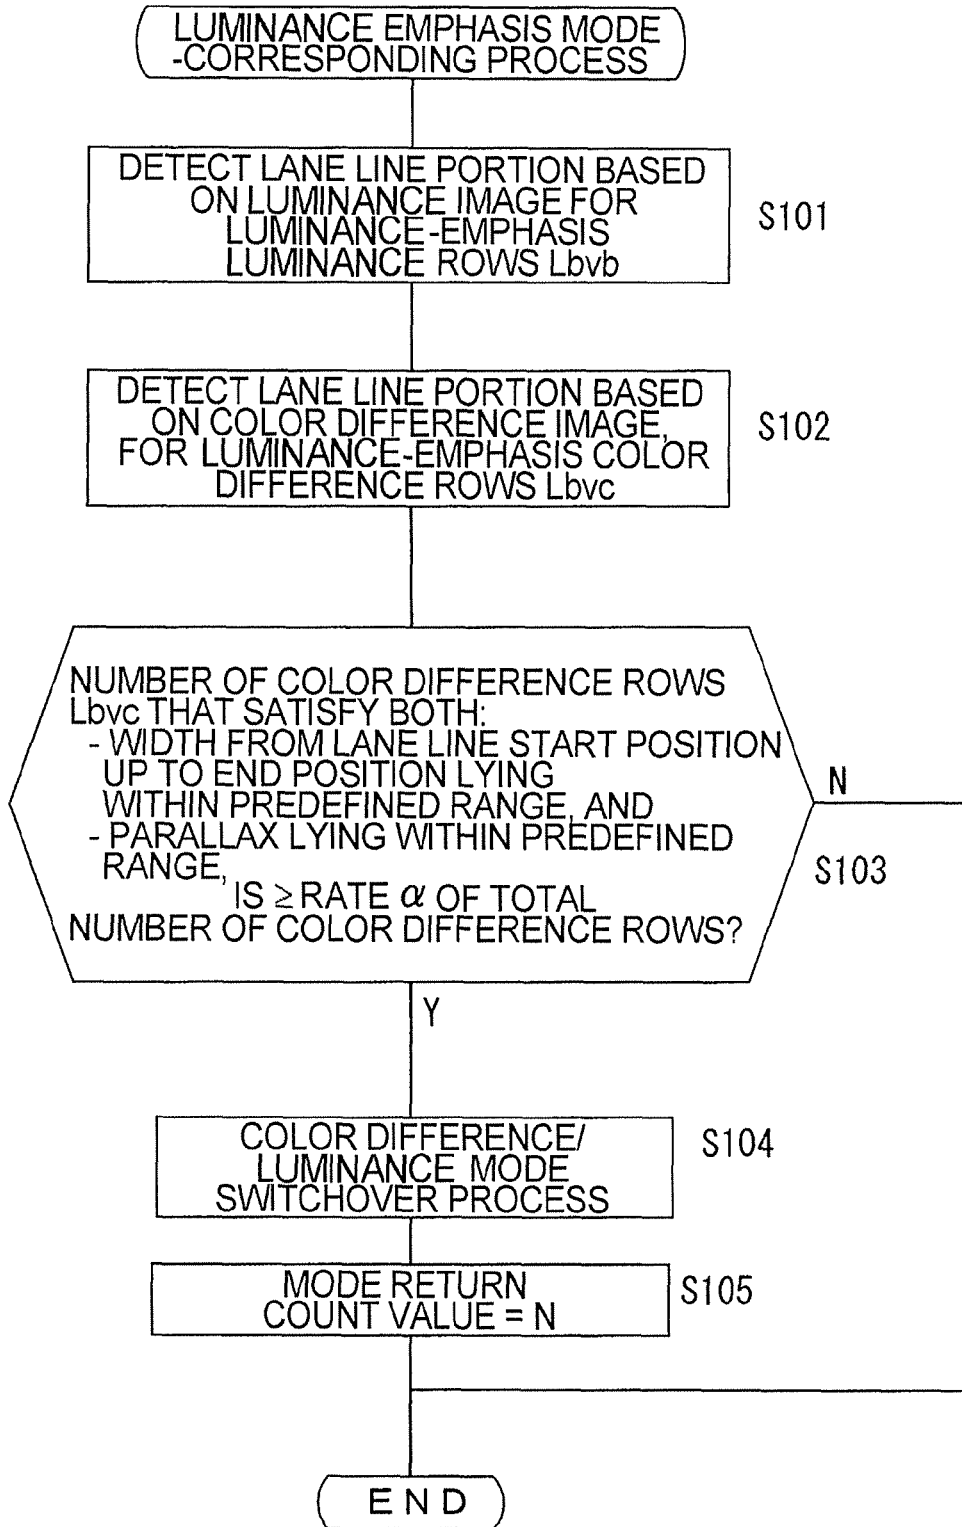 LUMINANCE EMPHASIS MODE
-CORRESPONDING PROCESS
DETECT LANE LINE PORTION BASED
ON LUMINANCE IMAGE FOR
LUMINANCE-EMPHASIS
LUMINANCE ROWS Lbvb
S101
DETECT LANE LINE PORTION BASED
ON COLOR DIFFERENCE IMAGE,
FOR LUMINANCE-EMPHASIS COLOR
DIFFERENCE ROWS Lbvc
S102
NUMBER OF COLOR DIFFERENCE ROWS
Lbvc THAT SATISFY BOTH:
- WIDTH FROM LANE LINE START POSITION
UP TO END POSITION LYING
WITHIN PREDEFINED RANGE, AND
- PARALLAX LYING WITHIN PREDEFINED
RANGE,
IS ≥ RATE α OF TOTAL
NUMBER OF COLOR DIFFERENCE ROWS?
N
S103
Y
COLOR DIFFERENCE/
LUMINANCE MODE
SWITCHOVER PROCESS
S104
MODE RETURN
COUNT VALUE = N
S105
END